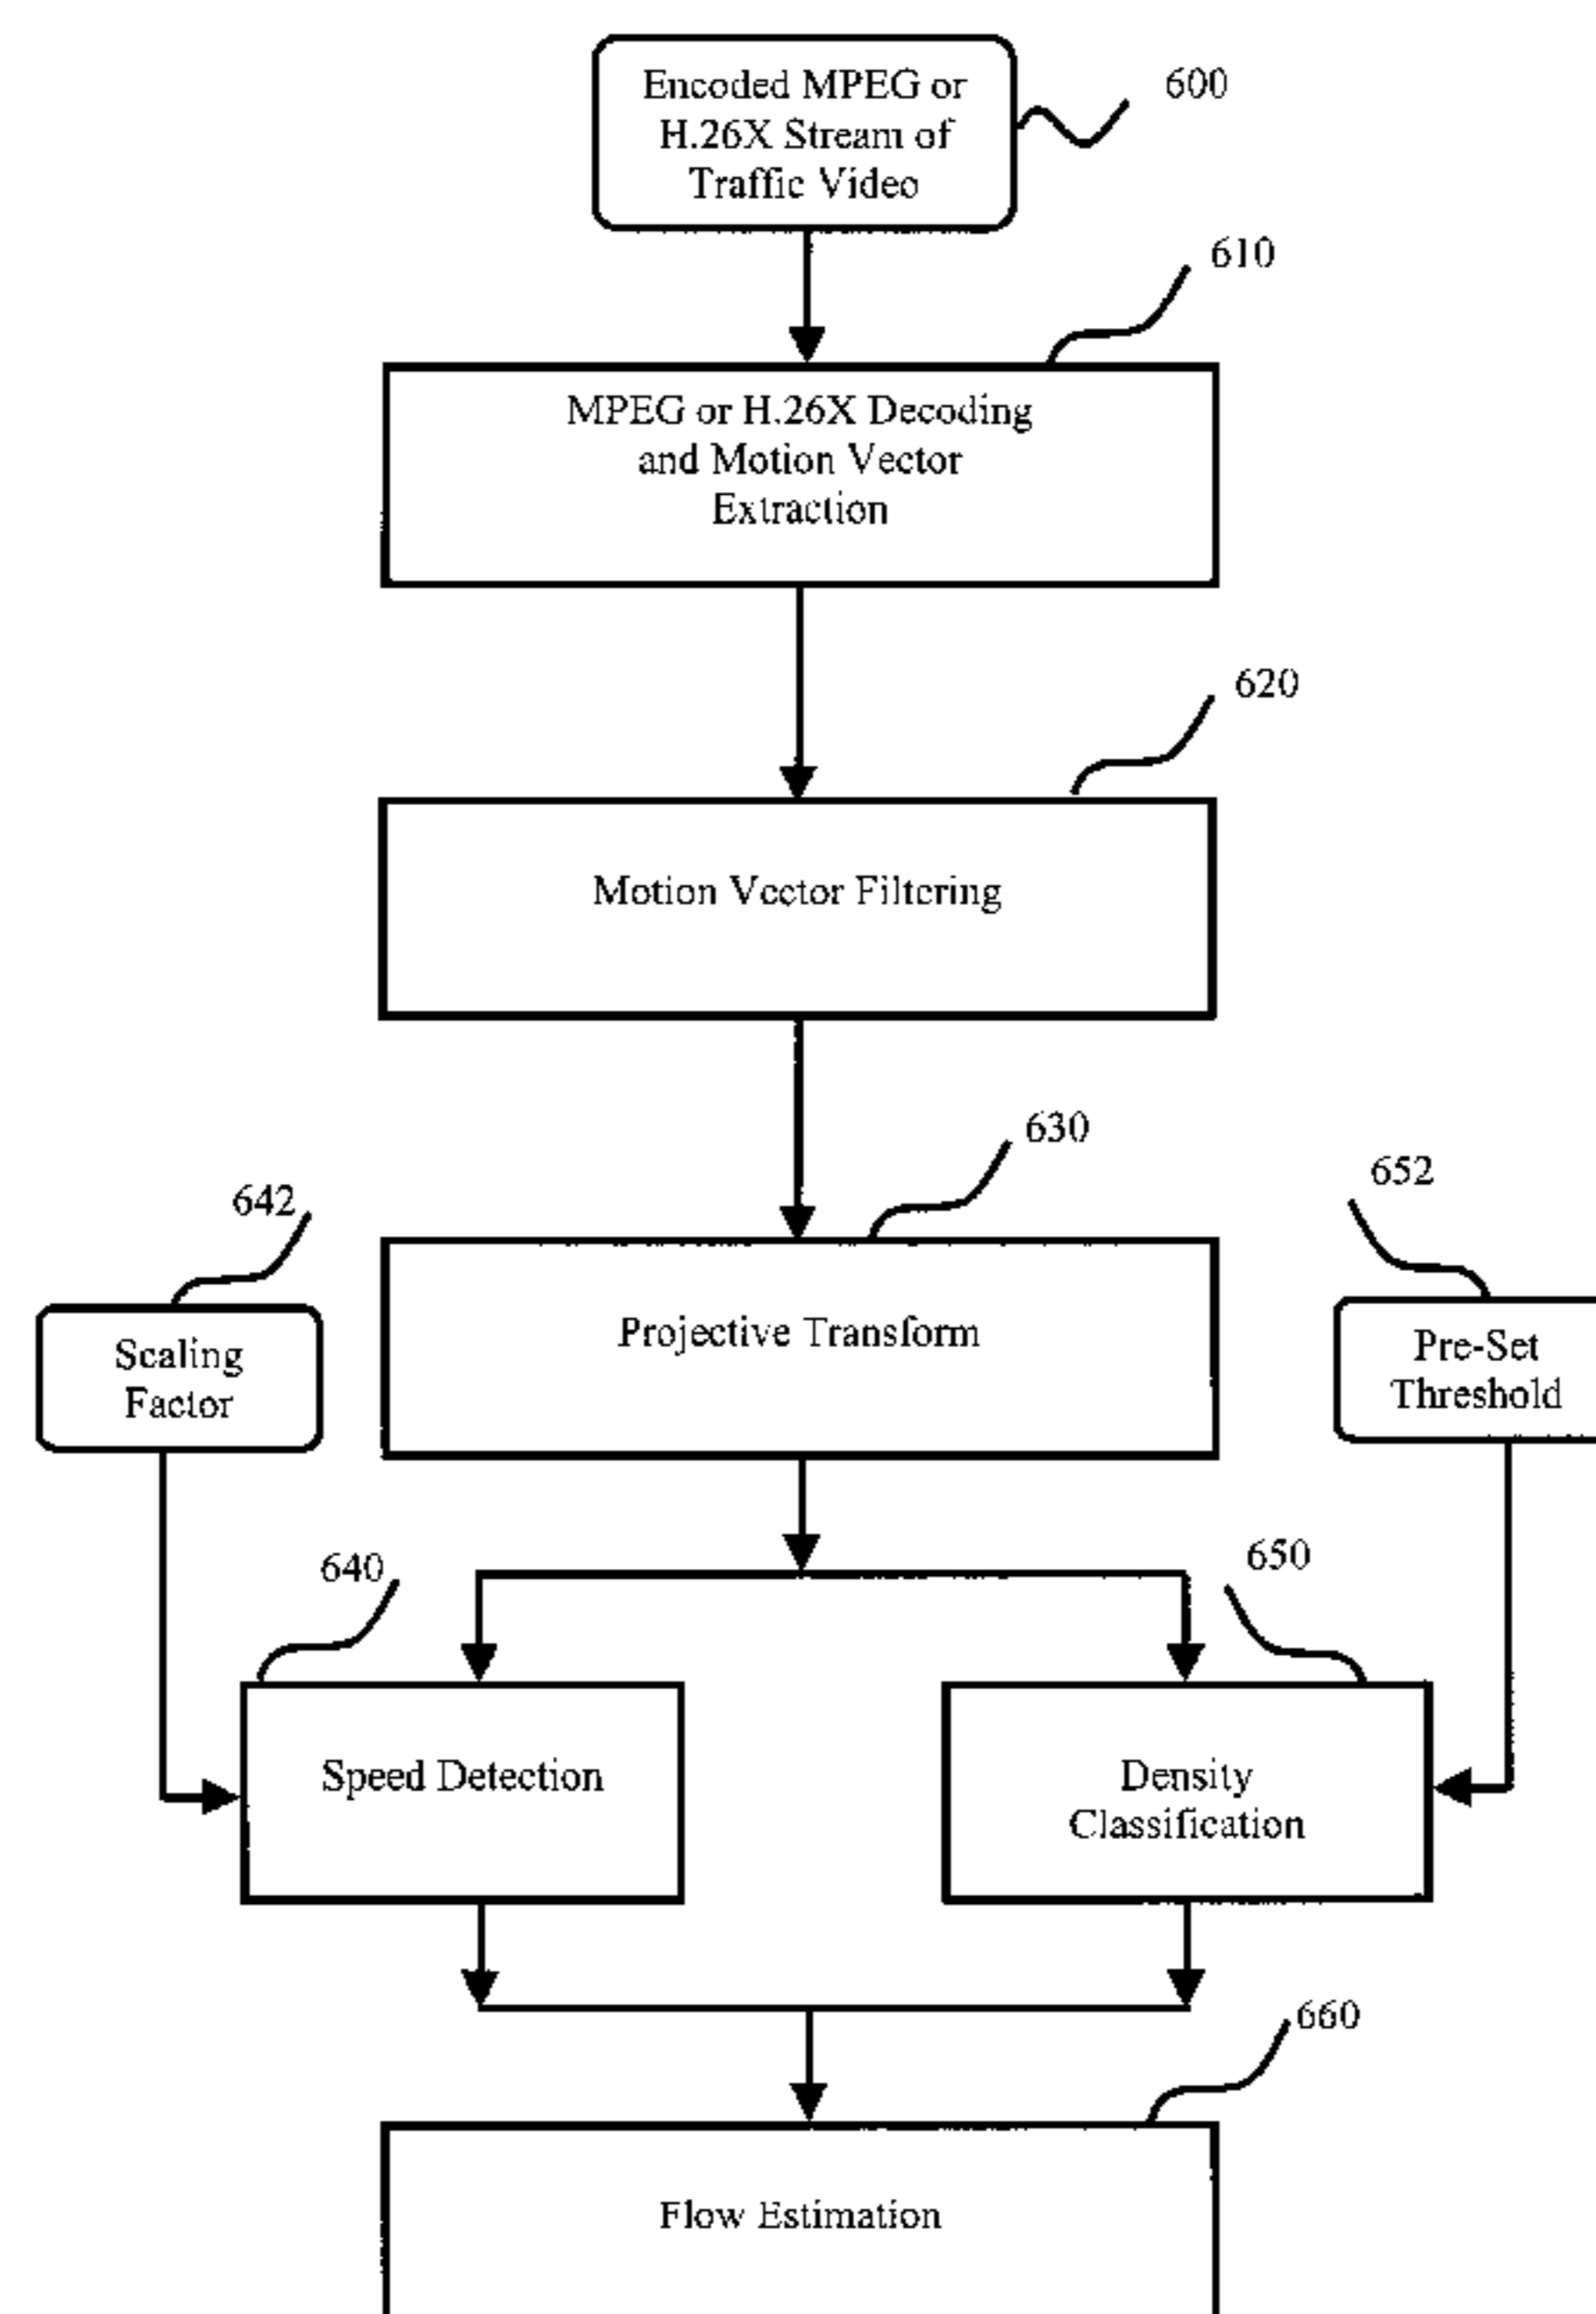 Encoded MPEG or
H.26X Stream of
Traffic Video
600
610
MPEG or H.26X Decoding
and Motion Vector
Extraction
620
Motion Vector Filtering
630
642
652
Scaling
Factor
Projective Transform
Pre-Set
Threshold
640
650
Speed Detection
Density
Classification
660
Flow Estimation